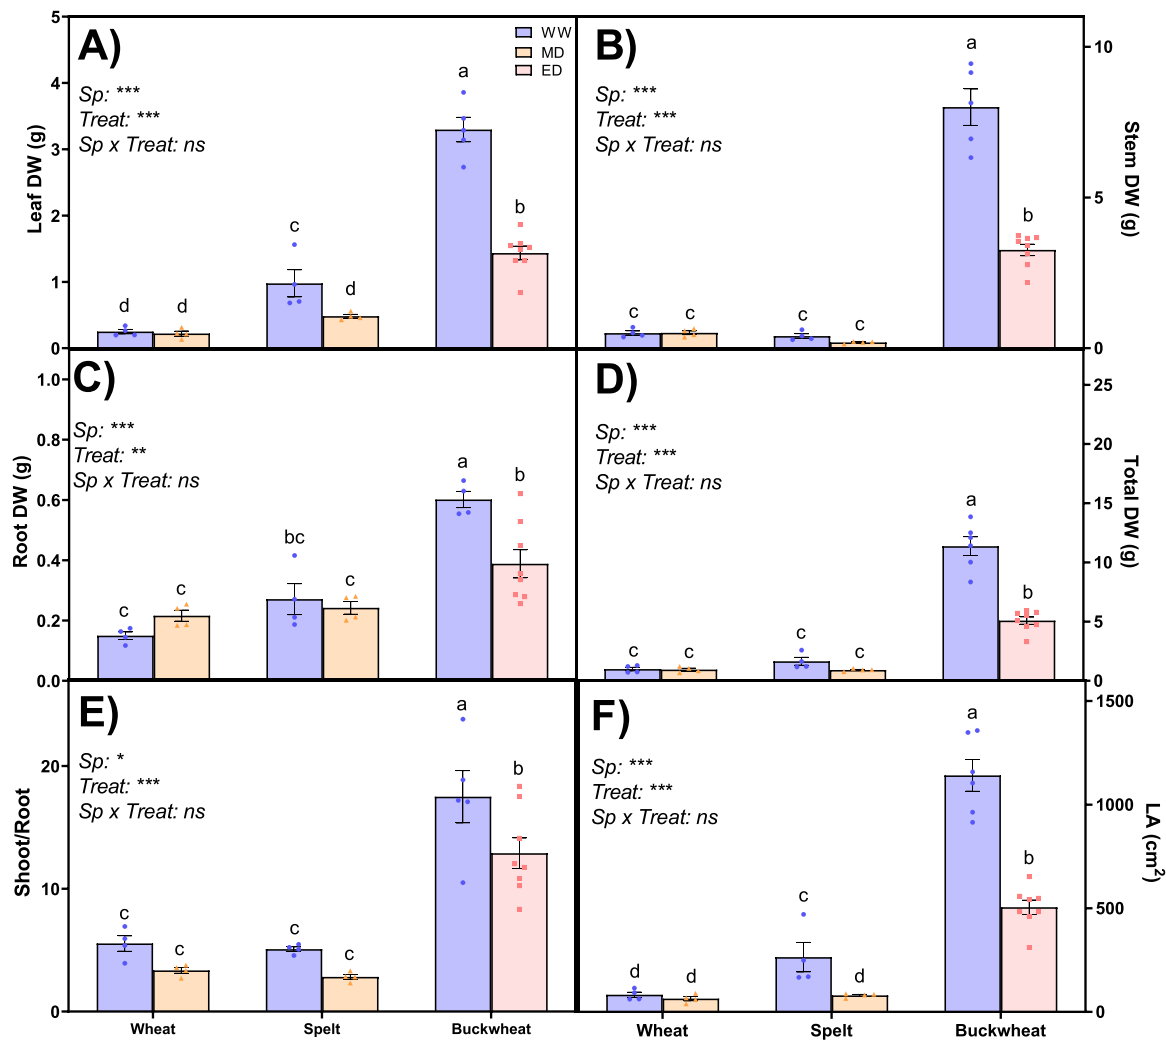 A)
Sp: ***
Treat: ***
Sp x Treat: ns
WW
MD
ED
5
4
3
2
1
0
Leaf DW (g)
d
d
c
d
a
b
B)
Sp: ***
Treat: ***
Sp x Treat: ns
10
5
0
Stem DW (g)
c
c
c
c
a
b
C)
Sp: ***
Treat: **
Sp x Treat: ns
1.0
0.8
0.6
0.4
0.2
0.0
Root DW (g)
c
c
bc
c
a
b
D)
Sp: ***
Treat: ***
Sp x Treat: ns
25
20
15
10
5
0
Total DW (g)
c
c
c
c
a
b
E)
Sp: *
Treat: ***
Sp x Treat: ns
20
10
0
Shoot/Root
c
c
c
c
a
b
Wheat
Spelt
Buckwheat
F)
Sp: ***
Treat: ***
Sp x Treat: ns
1500
1000
500
0
LA (cm²)
d
d
c
d
a
b
Wheat
Spelt
Buckwheat